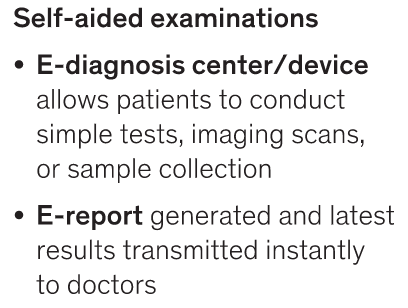 Self-aided examinations
• E-diagnosis center/device
allows patients to conduct
simple tests, imaging scans,
or sample collection
• E-report generated and latest
results transmitted instantly
to doctors